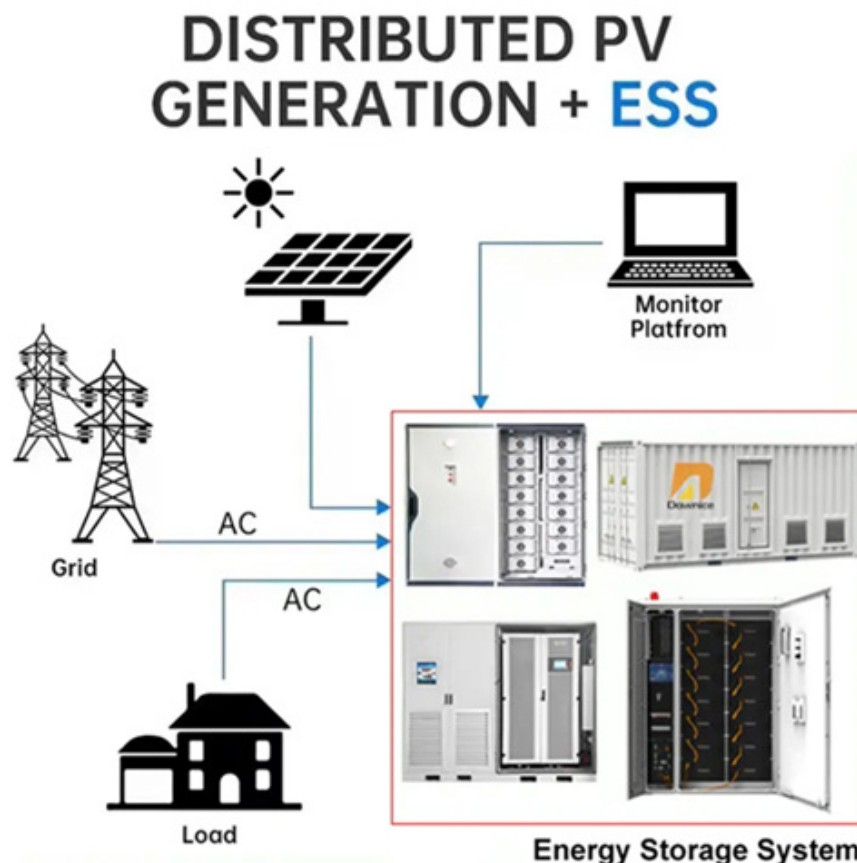 DISTRIBUTED PV
GENERATION + ESS
Monitor
Platfrom
AC
Grid
AC
Load
Energy Storage System